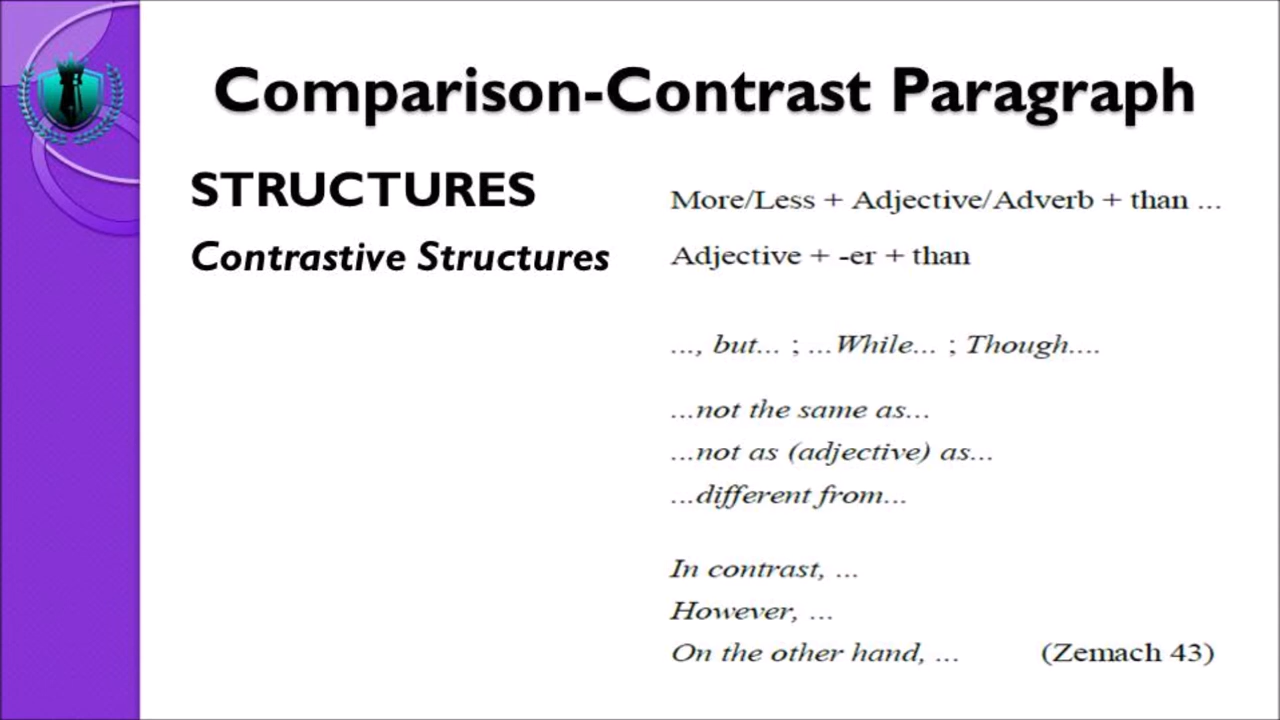 Comparison-Contrast Paragraph
STRUCTURES
Contrastive Structures
More/Less + Adjective/Adverb + than ...
Adjective + -er + than
..., but... ; ...While... ; Though....
...not the same as...
...not as (adjective) as...
...different from...
In contrast, ...
However, ...
On the other hand, ... (Zemach 43)